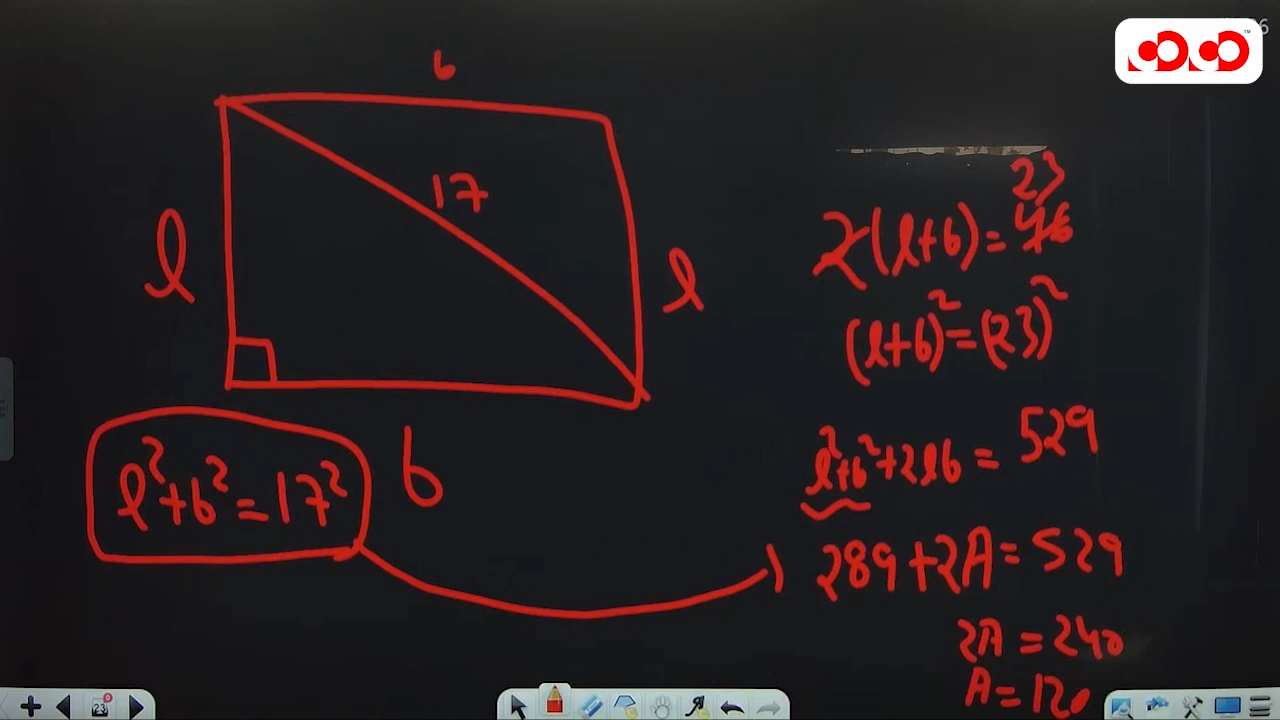 b
17
l
l
b
l²+b²=17²
23
2(l+b)=46
(l+b)²=(23)²
l²+b²+2lb=529
289+2A=529
2A=240
A=120
23